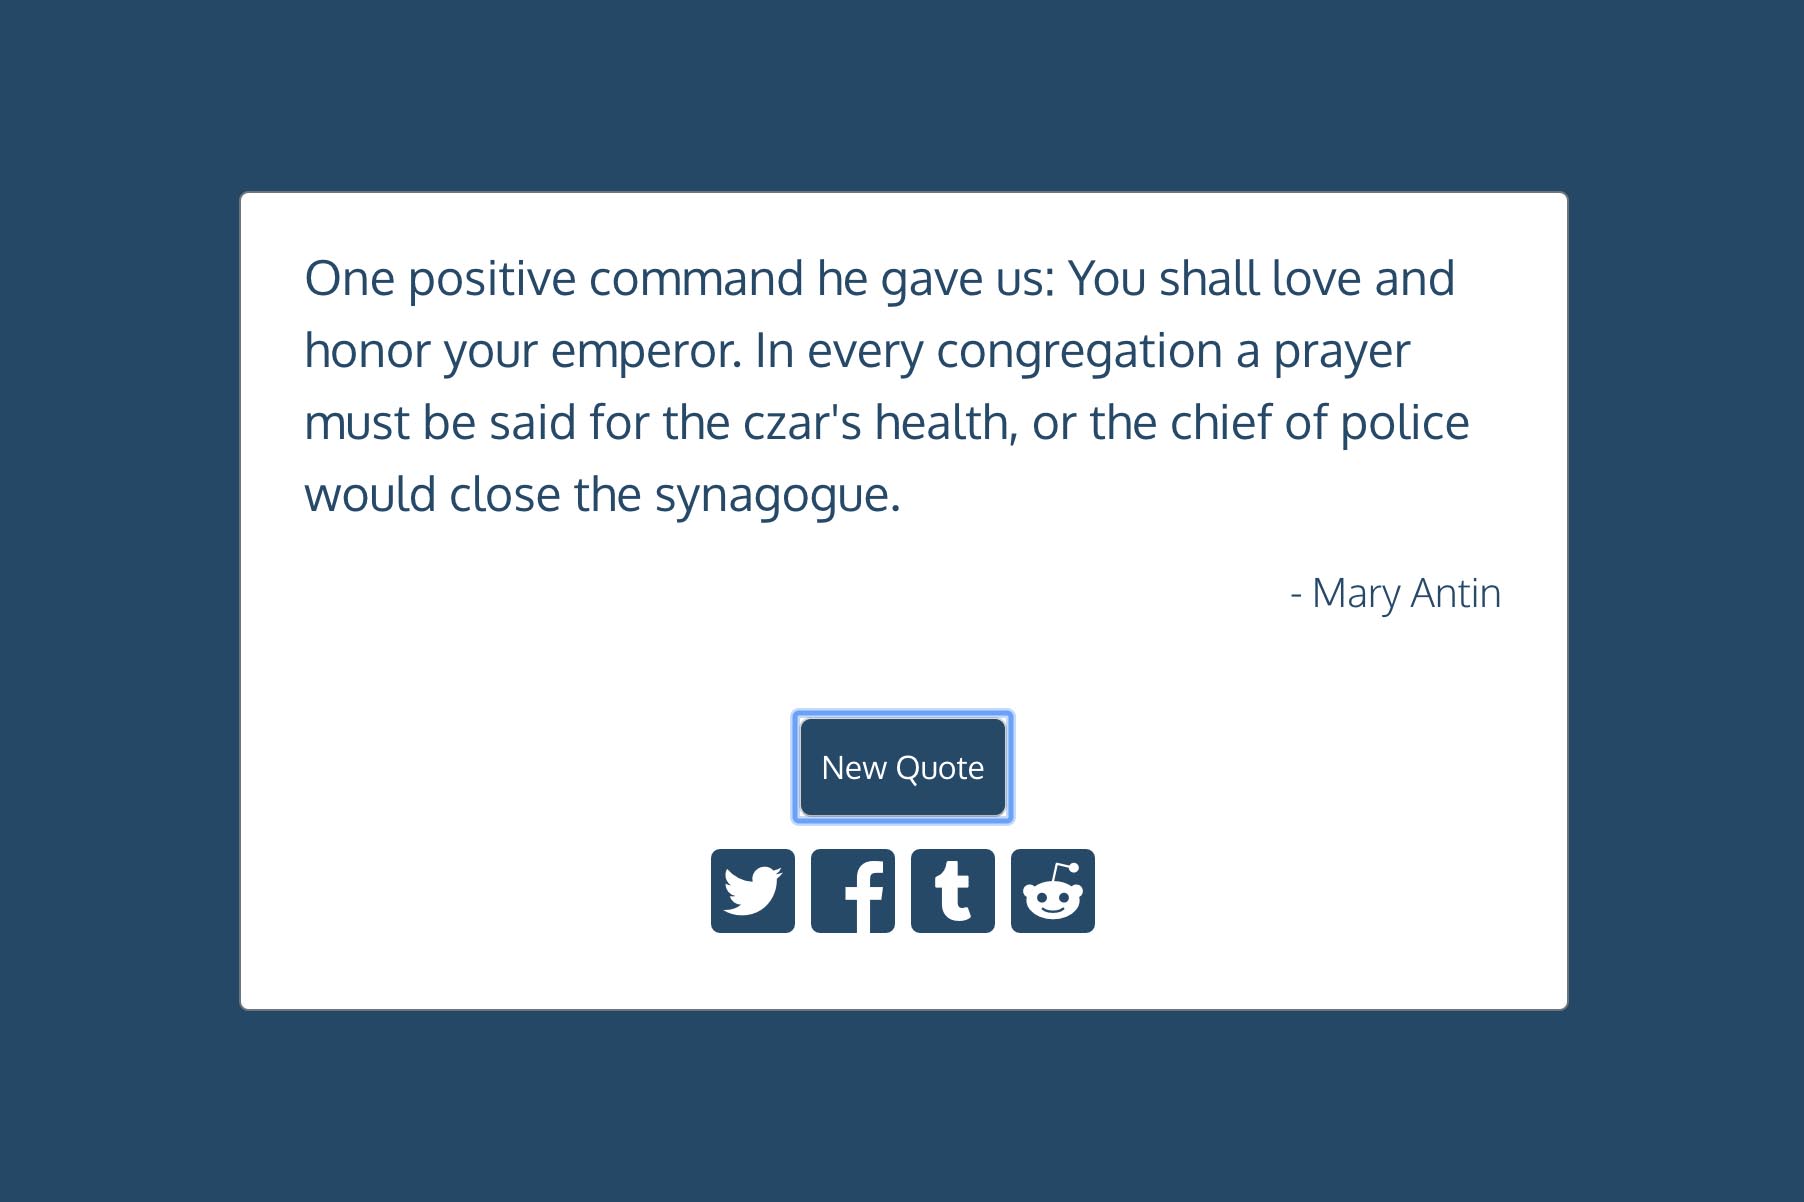 One positive command he gave us: You shall love and
honor your emperor. In every congregation a prayer
must be said for the czar's health, or the chief of police
would close the synagogue.
- Mary Antin
New Quote